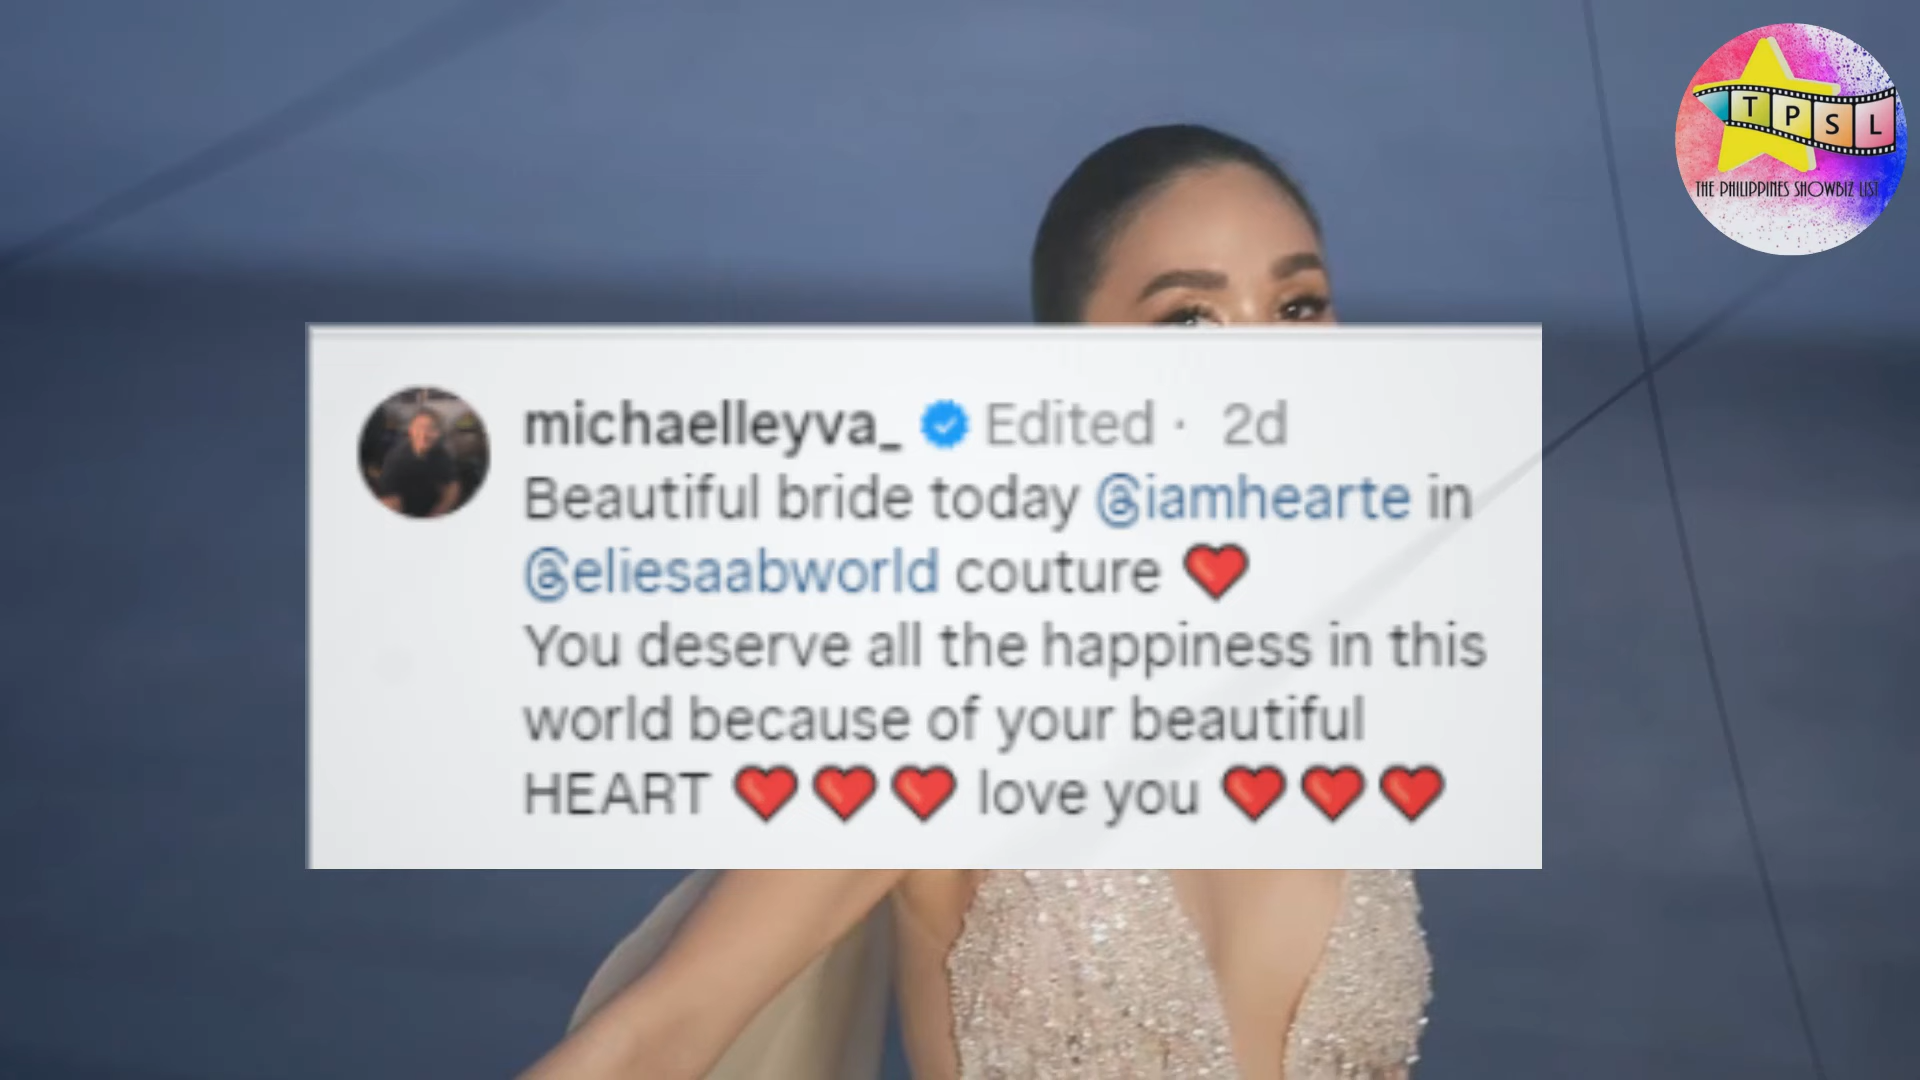 T P S L
THE PHILIPPINES SHOWBIZ LIST
michaelleyva_ Edited · 2d
Beautiful bride today @iamhearte in
@eliesaabworld couture ❤️
You deserve all the happiness in this
world because of your beautiful
HEART ❤️❤️❤️ love you ❤️❤️❤️